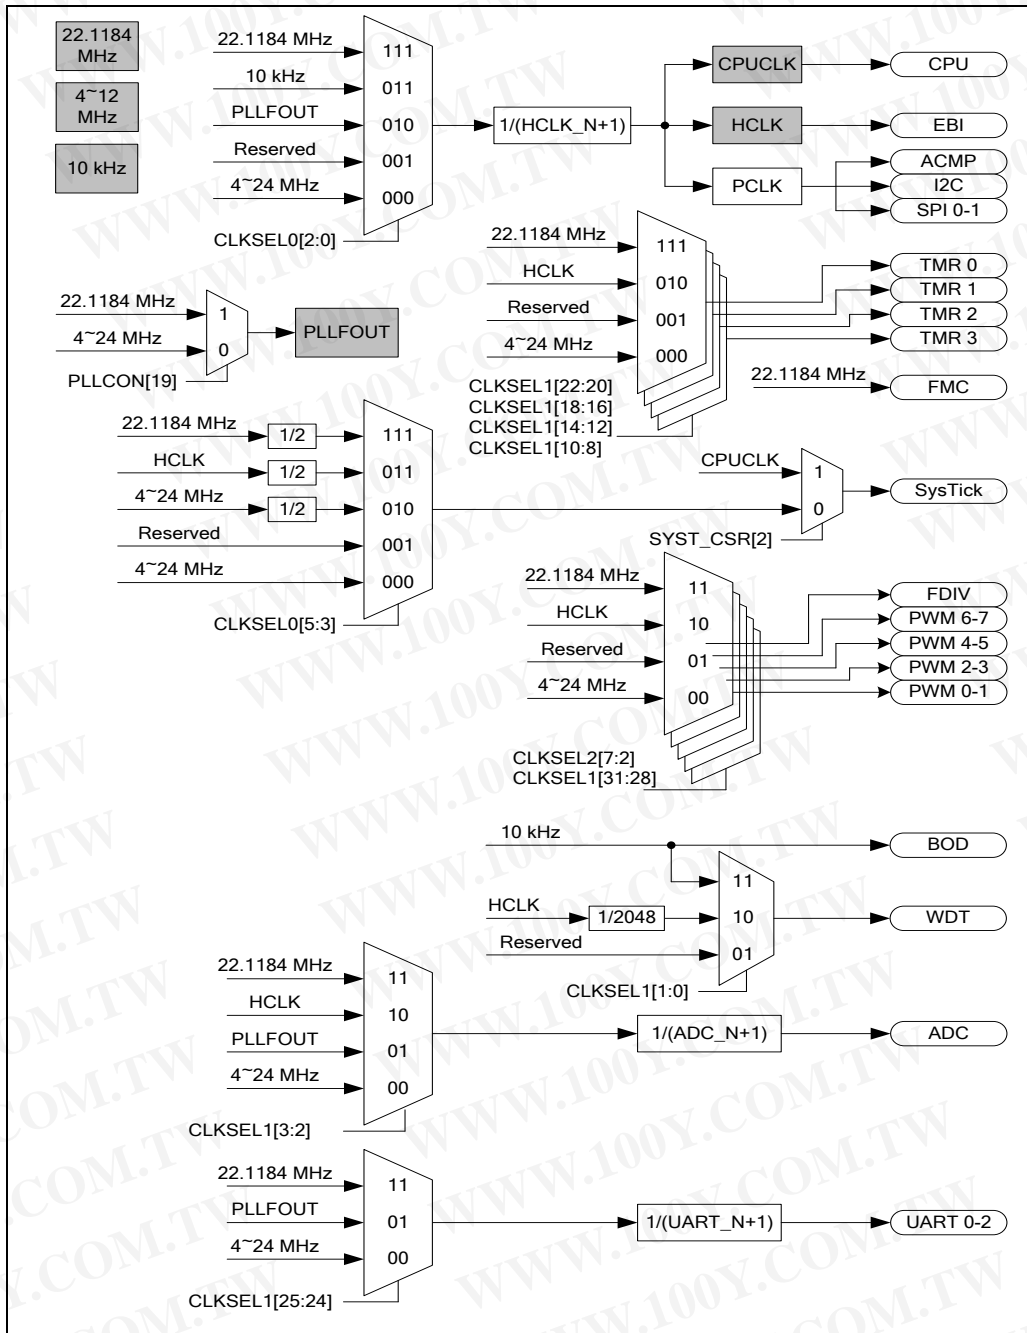 22.1184
MHz
4~12
MHz
10 kHz
22.1184 MHz
10 kHz
PLLFOUT
Reserved
4~24 MHz
111
011
010
001
000
CLKSEL0[2:0]
1/(HCLK_N+1)
CPUCLK
HCLK
PCLK
CPU
EBI
ACMP
I2C
SPI 0-1
22.1184 MHz
4~24 MHz
1
0
PLLCON[19]
PLLFOUT
22.1184 MHz
HCLK
Reserved
4~24 MHz
111
010
001
000
CLKSEL1[22:20]
CLKSEL1[18:16]
CLKSEL1[14:12]
CLKSEL1[10:8]
TMR 0
TMR 1
TMR 2
TMR 3
22.1184 MHz
FMC
22.1184 MHz
HCLK
4~24 MHz
Reserved
4~24 MHz
1/2
1/2
1/2
111
011
010
001
000
CLKSEL0[5:3]
CPUCLK
1
0
SYST_CSR[2]
SysTick
22.1184 MHz
HCLK
Reserved
4~24 MHz
11
10
01
00
CLKSEL2[7:2]
CLKSEL1[31:28]
FDIV
PWM 6-7
PWM 4-5
PWM 2-3
PWM 0-1
10 kHz
BOD
HCLK
1/2048
Reserved
11
10
01
CLKSEL1[1:0]
WDT
22.1184 MHz
HCLK
PLLFOUT
4~24 MHz
11
10
01
00
CLKSEL1[3:2]
1/(ADC_N+1)
ADC
22.1184 MHz
PLLFOUT
4~24 MHz
11
01
00
CLKSEL1[25:24]
1/(UART_N+1)
UART 0-2
WWW.100Y.COM.TW